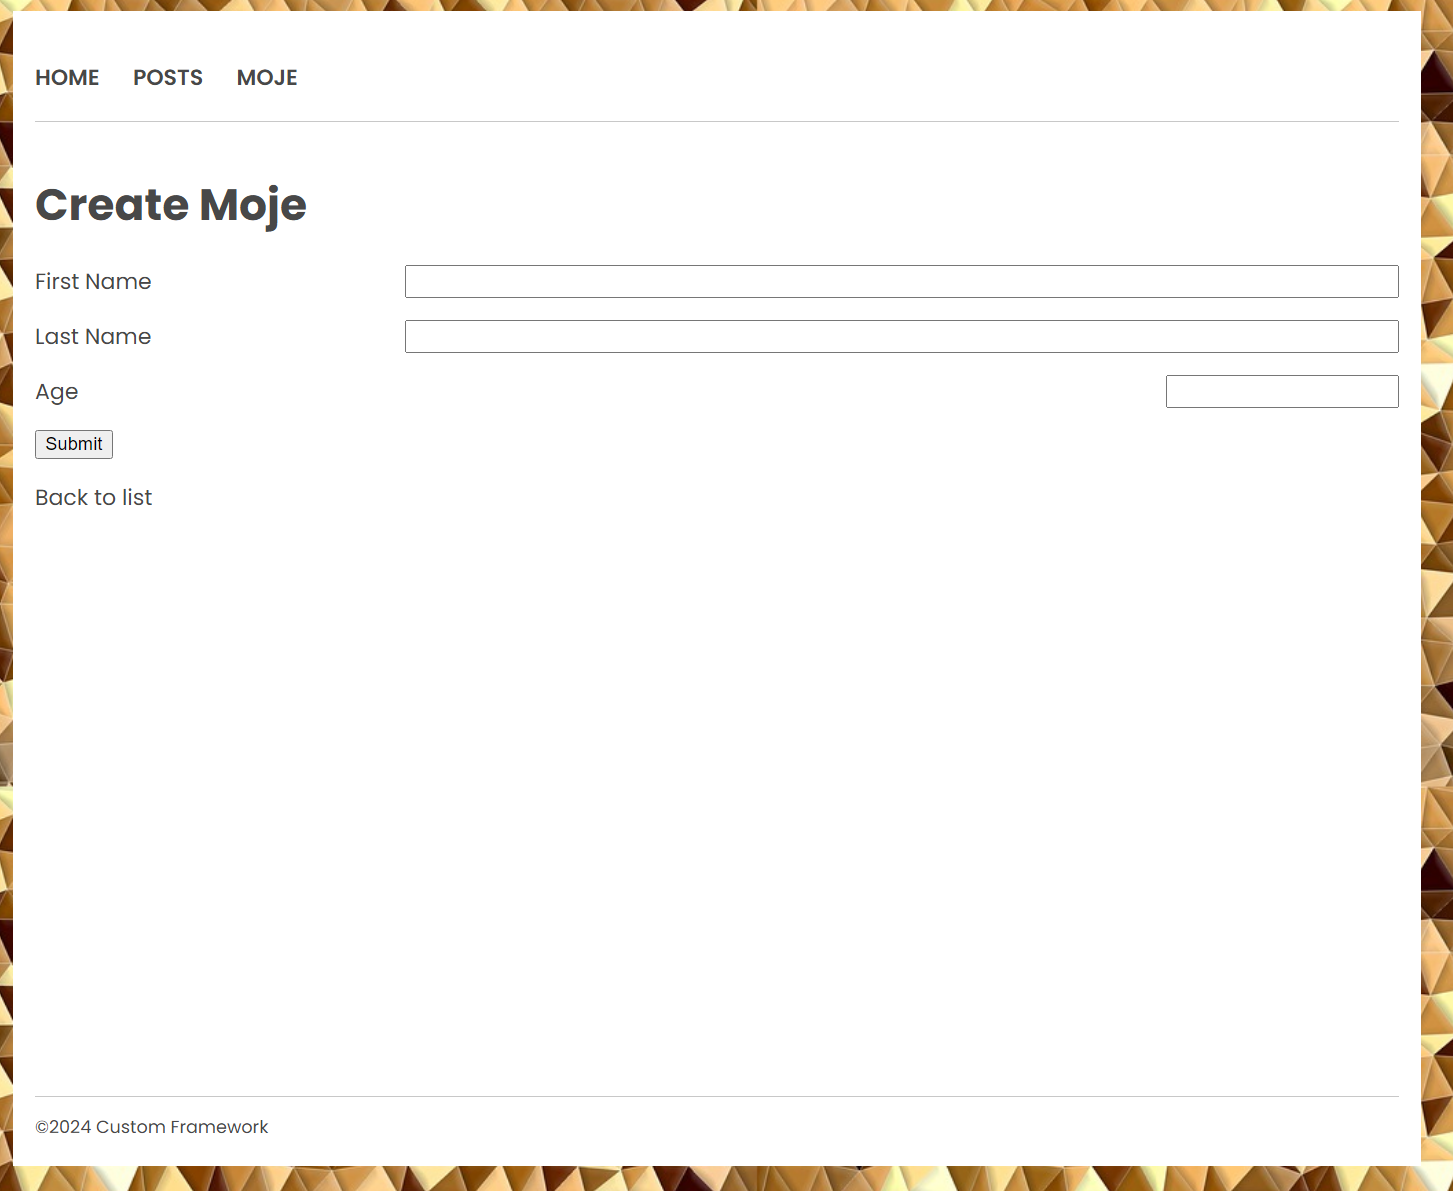 HOME POSTS MOJE
Create Moje
First Name
Last Name
Age
Submit
Back to list
©2024 Custom Framework